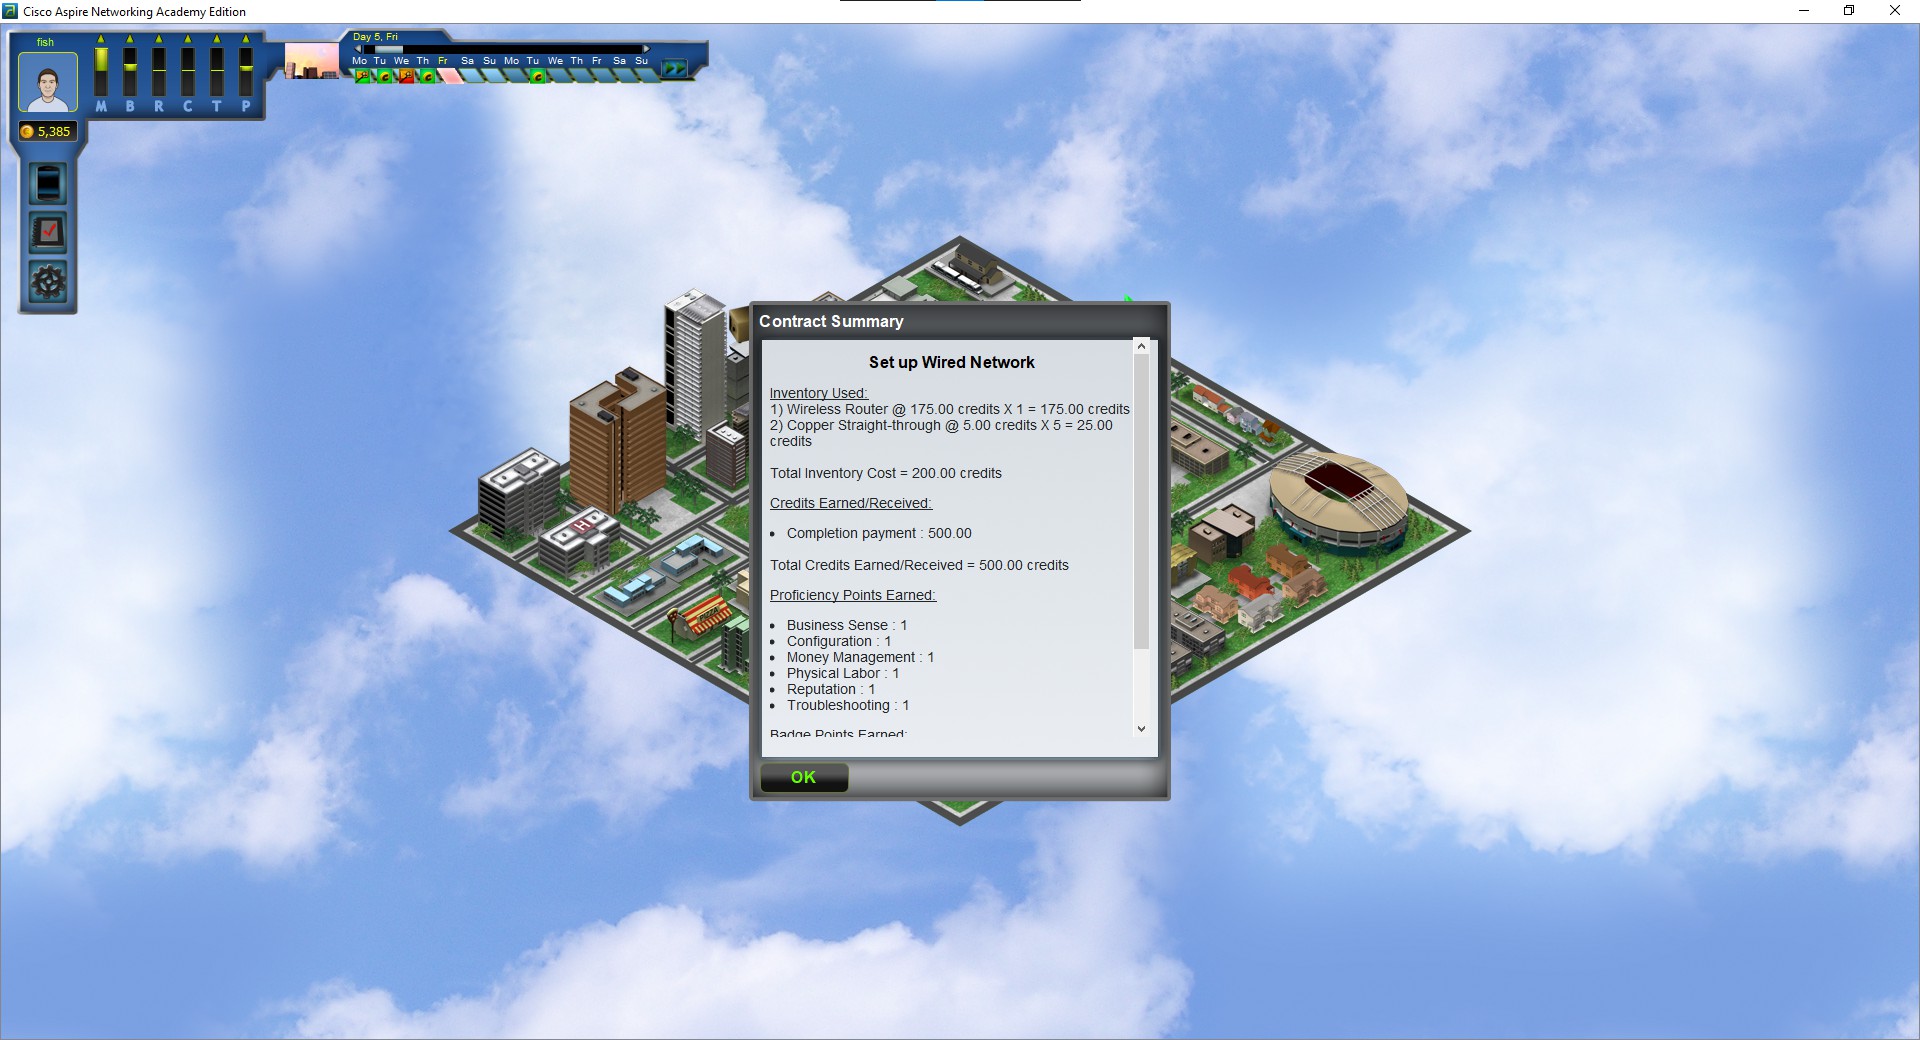 Cisco Aspire Networking Academy Edition
fish
Day 5, Fri
Mo Tu We Th Fr Sa Su Mo Tu We Th Fr Sa Su
M B R C T P
5,385
Contract Summary
Set up Wired Network
Inventory Used:
1) Wireless Router @ 175.00 credits X 1 = 175.00 credits
2) Copper Straight-through @ 5.00 credits X 5 = 25.00
credits
Total Inventory Cost = 200.00 credits
Credits Earned/Received:
• Completion payment : 500.00
Total Credits Earned/Received = 500.00 credits
Proficiency Points Earned:
• Business Sense : 1
• Configuration : 1
• Money Management : 1
• Physical Labor : 1
• Reputation : 1
• Troubleshooting : 1
Badge Points Earned:
OK
H
PIZZA